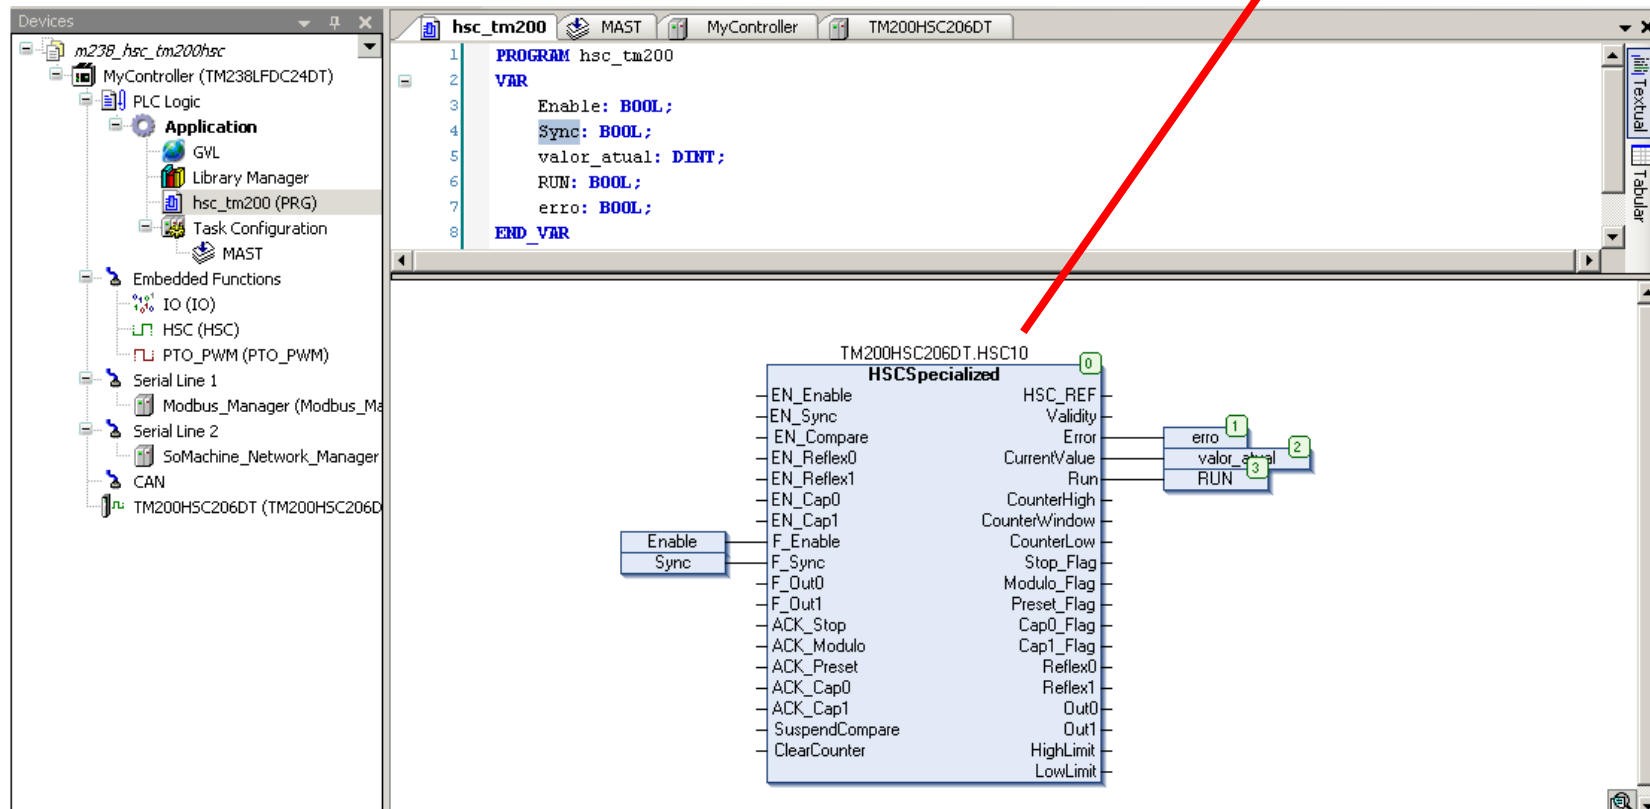 Devices
m238_hsc_tm200hsc
MyController (TM238LFDC24DT)
PLC Logic
Application
GVL
Library Manager
hsc_tm200 (PRG)
Task Configuration
MAST
Embedded Functions
IO (IO)
HSC (HSC)
PTO_PWM (PTO_PWM)
Serial Line 1
Modbus_Manager (Modbus_Ma
Serial Line 2
SoMachine_Network_Manager
CAN
TM200HSC206DT (TM200HSC206D
hsc_tm200 MAST MyController TM200HSC206DT
1 PROGRAM hsc_tm200
2 VAR
3 Enable: BOOL;
4 Sync: BOOL;
5 valor_atual: DINT;
6 RUN: BOOL;
7 erro: BOOL;
8 END_VAR
Textual
Tabular
TM200HSC206DT.HSC10
0
HSCSpecialized
EN_Enable HSC_REF
EN_Sync Validity
EN_Compare Error erro 1
EN_Reflex0 CurrentValue valor_atual 2
EN_Reflex1 Run RUN 3
EN_Cap0 CounterHigh
EN_Cap1 CounterWindow
Enable F_Enable CounterLow
Sync F_Sync Stop_Flag
F_Out0 Modulo_Flag
F_Out1 Preset_Flag
ACK_Stop Cap0_Flag
ACK_Modulo Cap1_Flag
ACK_Preset Reflex0
ACK_Cap0 Reflex1
ACK_Cap1 Out0
SuspendCompare Out1
ClearCounter HighLimit
LowLimit